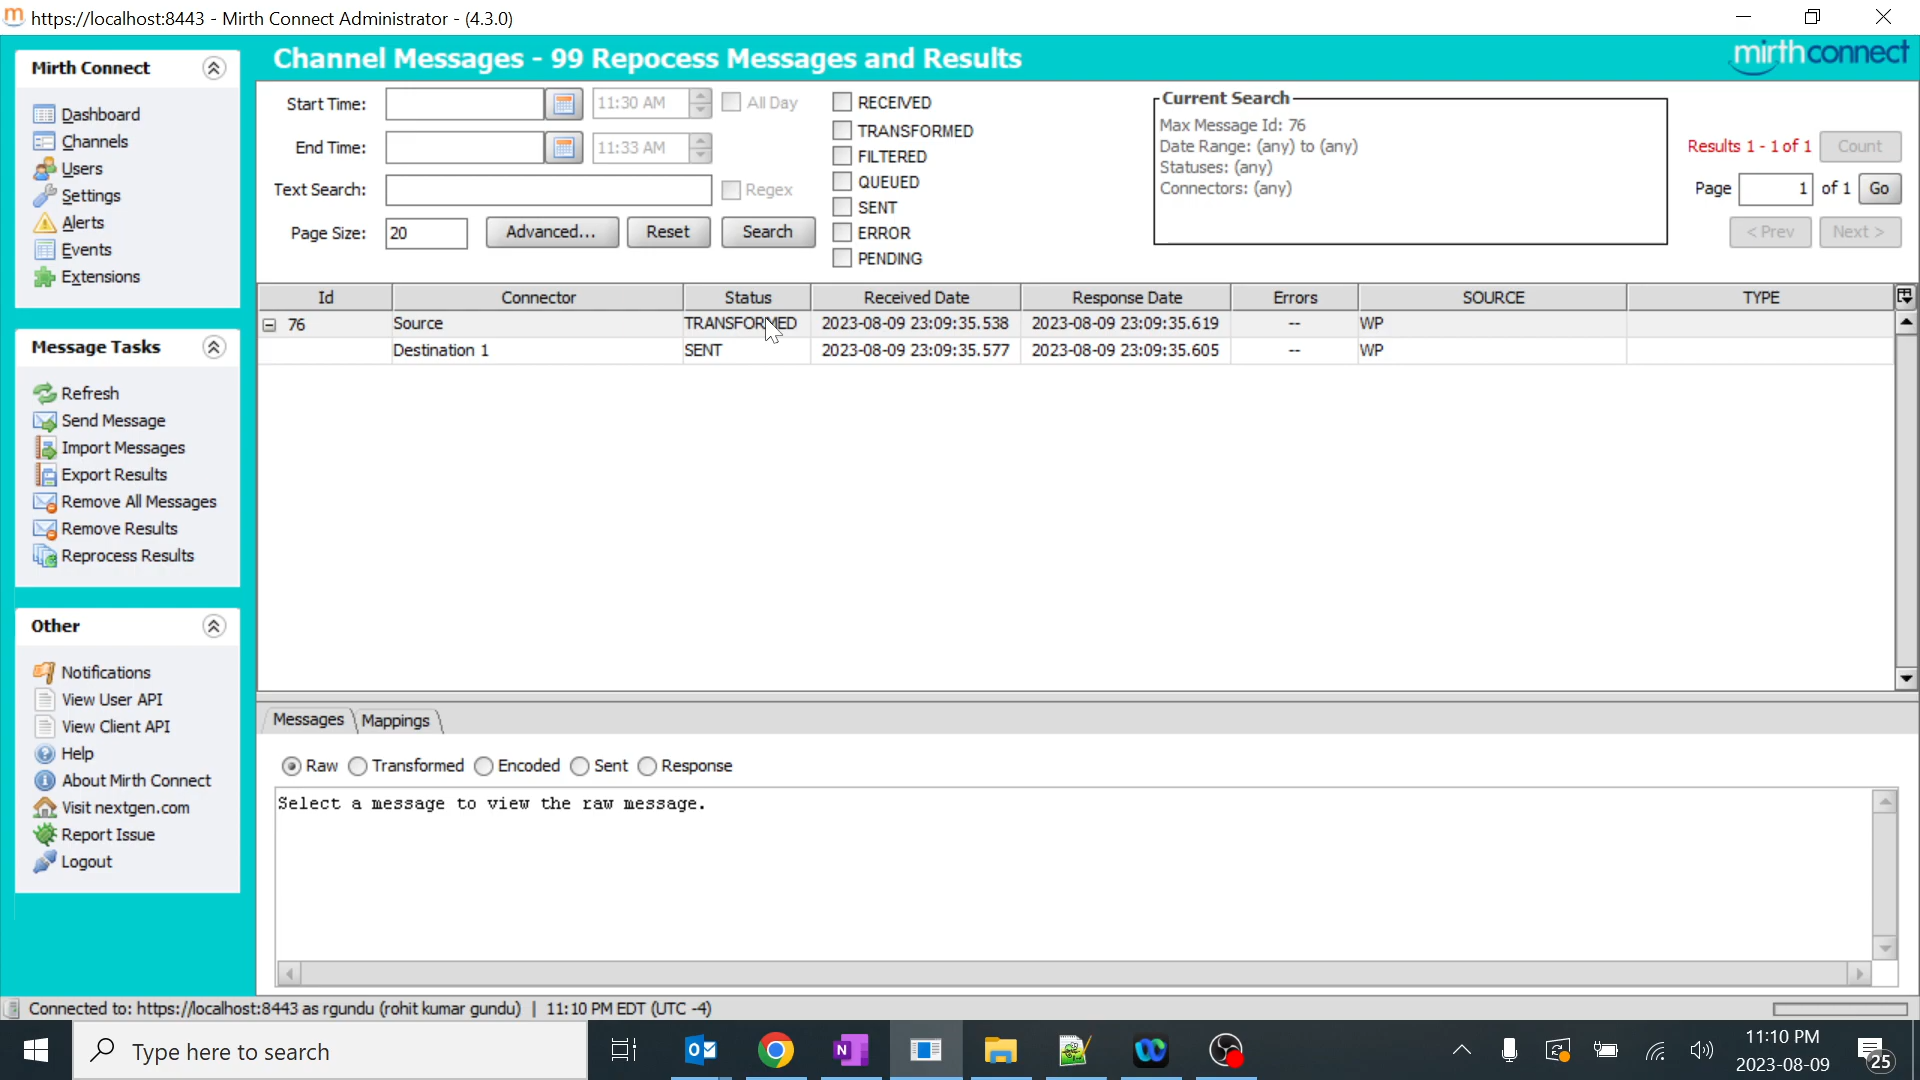 https://localhost:8443 - Mirth Connect Administrator - (4.3.0)
Channel Messages - 99 Repocess Messages and Results
mirthconnect
Mirth Connect
Dashboard
Channels
Users
Settings
Alerts
Events
Extensions
Message Tasks
Refresh
Send Message
Import Messages
Export Results
Remove All Messages
Remove Results
Reprocess Results
Other
Notifications
View User API
View Client API
Help
About Mirth Connect
Visit nextgen.com
Report Issue
Logout
Start Time: 11:30 AM All Day
End Time: 11:33 AM
Text Search: Regex
Page Size: 20 Advanced... Reset Search
RECEIVED
TRANSFORMED
FILTERED
QUEUED
SENT
ERROR
PENDING
Current Search
Max Message Id: 76
Date Range: (any) to (any)
Statuses: (any)
Connectors: (any)
Results 1 - 1 of 1 Count
Page 1 of 1 Go
< Prev Next >
Id Connector Status Received Date Response Date Errors SOURCE TYPE
76 Source TRANSFORMED 2023-08-09 23:09:35.538 2023-08-09 23:09:35.619 -- WP
Destination 1 SENT 2023-08-09 23:09:35.577 2023-08-09 23:09:35.605 -- WP
Messages Mappings
Raw Transformed Encoded Sent Response
Select a message to view the raw message.
Connected to: https://localhost:8443 as rgundu (rohit kumar gundu) | 11:10 PM EDT (UTC -4)
Type here to search
11:10 PM
2023-08-09
25